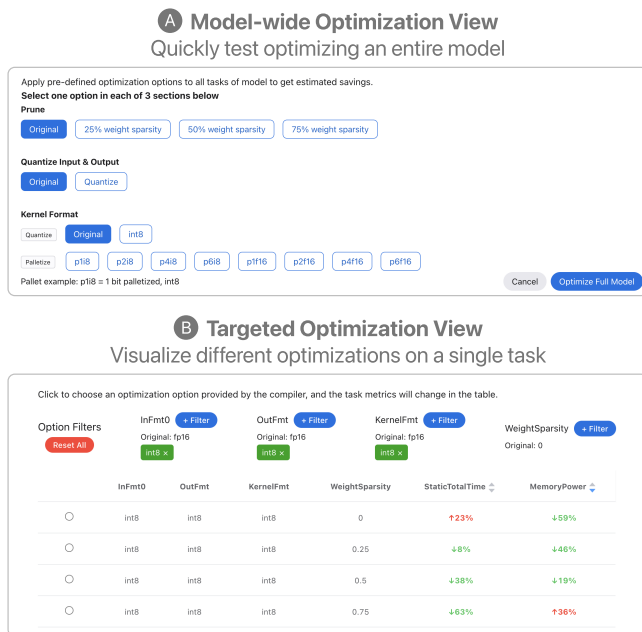 A Model-wide Optimization View
Quickly test optimizing an entire model
Apply pre-defined optimization options to all tasks of model to get estimated savings.
Select one option in each of 3 sections below
Prune
Original 25% weight sparsity 50% weight sparsity 75% weight sparsity
Quantize Input & Output
Original Quantize
Kernel Format
Quantize Original int8
Palletize p1i8 p2i8 p4i8 p6i8 p1f16 p2f16 p4f16 p6f16
Pallet example: p1i8 = 1 bit palletized, int8
Cancel Optimize Full Model
B Targeted Optimization View
Visualize different optimizations on a single task
Click to choose an optimization option provided by the compiler, and the task metrics will change in the table.
Option Filters
Reset All
InFmt0 + Filter
Original: fp16
int8 ×
OutFmt + Filter
Original: fp16
int8 ×
KernelFmt + Filter
Original: fp16
int8 ×
WeightSparsity + Filter
Original: 0
InFmt0 OutFmt KernelFmt WeightSparsity StaticTotalTime MemoryPower
int8 int8 int8 0 ↑23% ↓59%
int8 int8 int8 0.25 ↓8% ↓46%
int8 int8 int8 0.5 ↓38% ↓19%
int8 int8 int8 0.75 ↓63% ↑36%